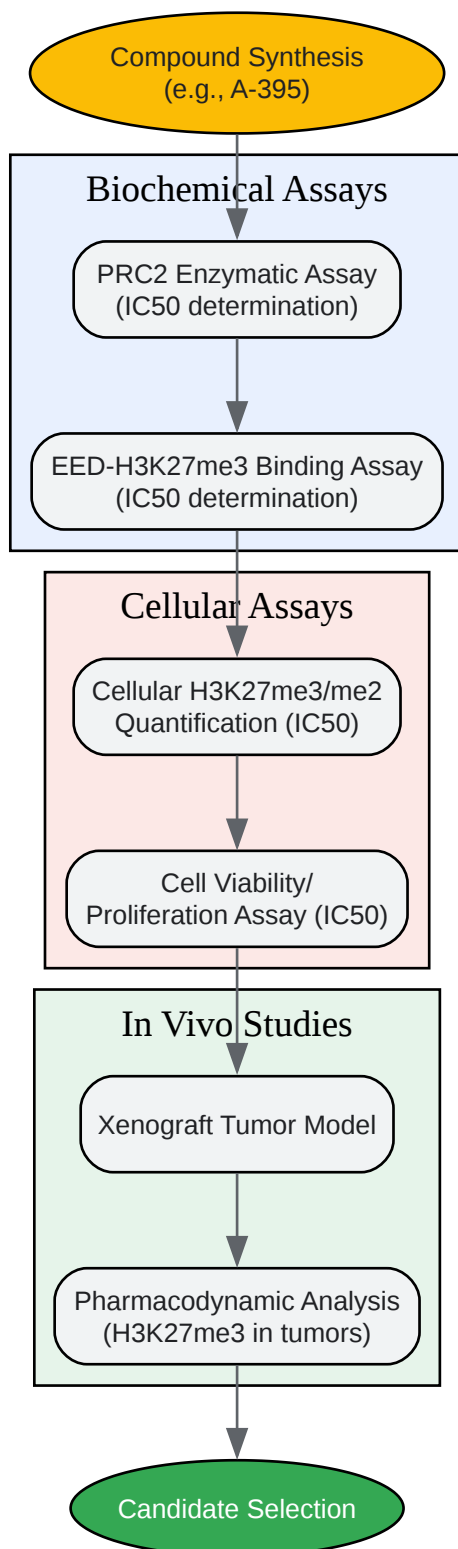 Compound Synthesis
(e.g., A-395)
Biochemical Assays
PRC2 Enzymatic Assay
(IC50 determination)
EED-H3K27me3 Binding Assay
(IC50 determination)
Cellular Assays
Cellular H3K27me3/me2
Quantification (IC50)
Cell Viability/
Proliferation Assay (IC50)
In Vivo Studies
Xenograft Tumor Model
Pharmacodynamic Analysis
(H3K27me3 in tumors)
Candidate Selection